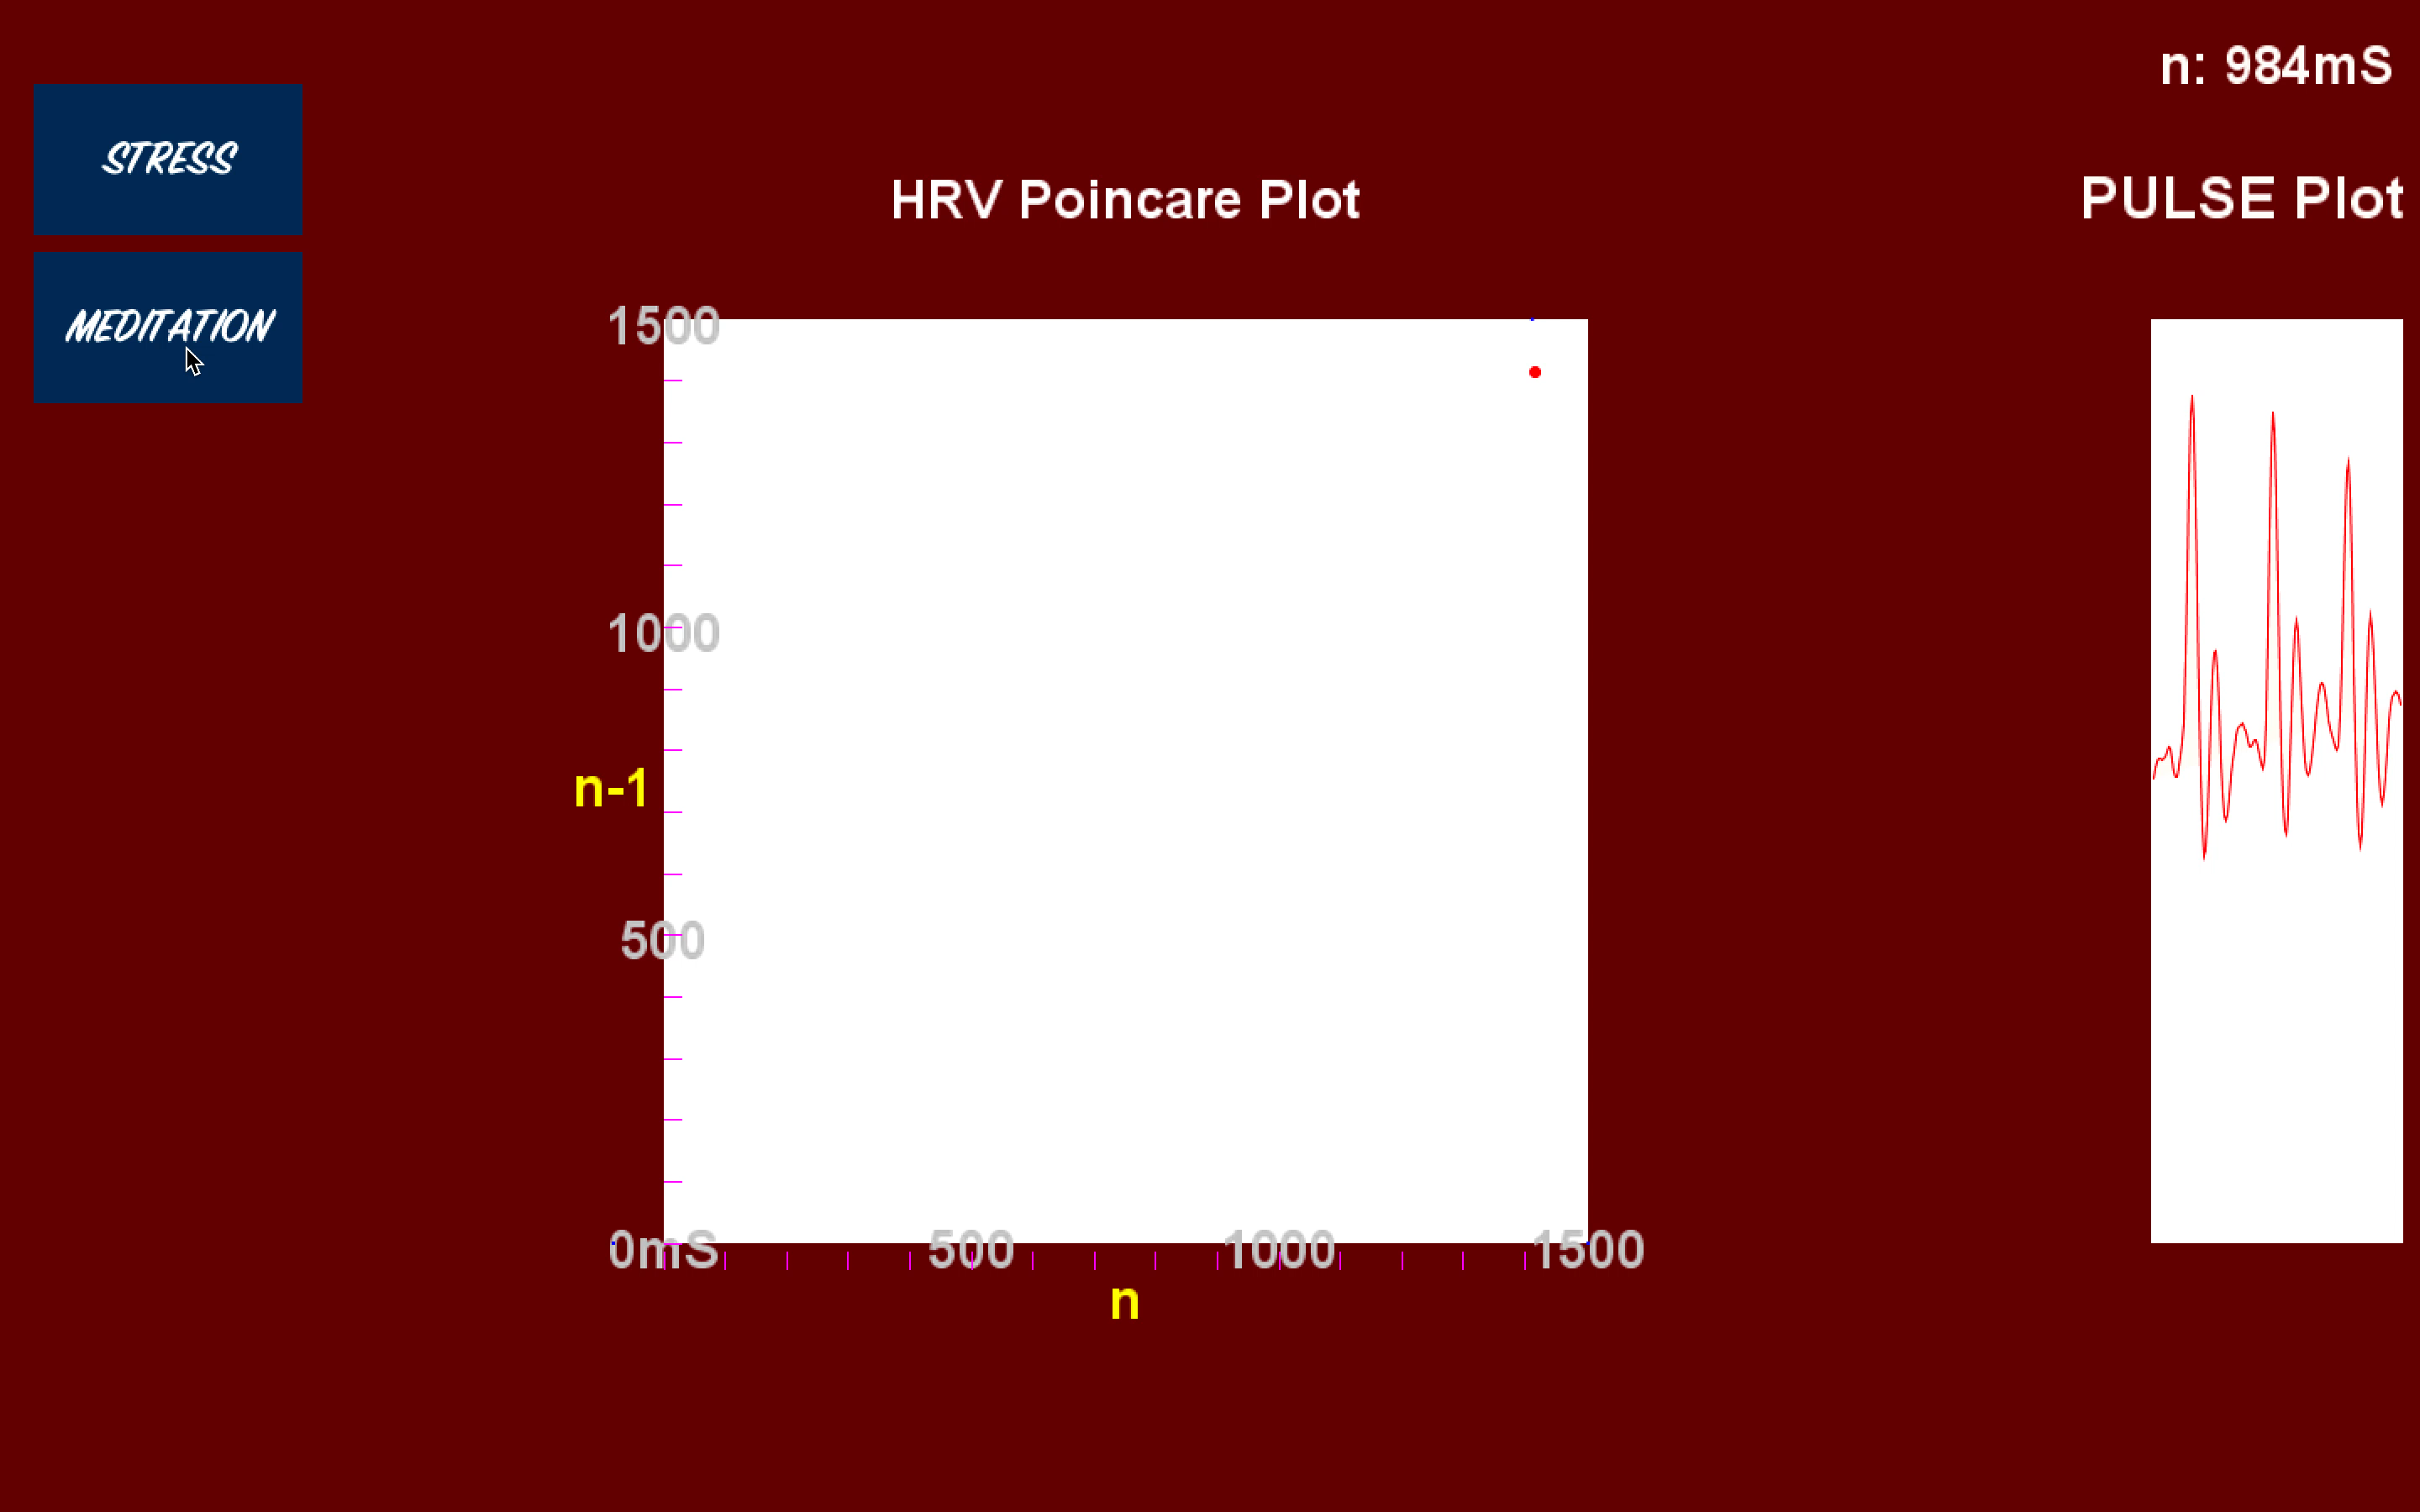 n: 984mS
STRESS
HRV Poincare Plot
PULSE Plot
MEDITATION
1500
1000
n-1
500
0mS 500 1000 1500
n